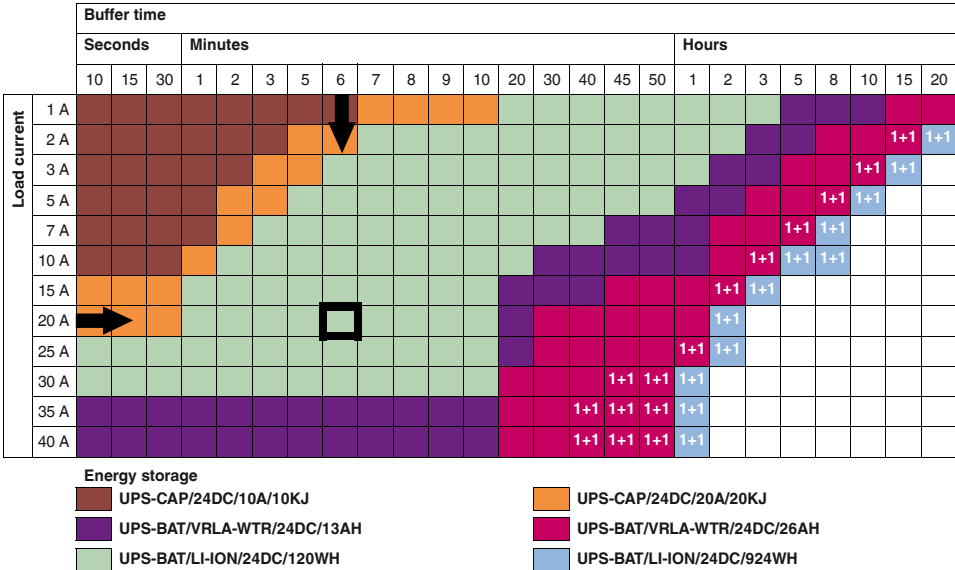 Buffer time
Seconds Minutes Hours
10 15 30 1 2 3 5 6 7 8 9 10 20 30 40 45 50 1 2 3 5 8 10 15 20
Load current
1 A
2 A 1+1 1+1
3 A 1+1 1+1
5 A 1+1 1+1
7 A 1+1 1+1
10 A 1+1 1+1 1+1
15 A 1+1 1+1
20 A 1+1
25 A 1+1 1+1
30 A 1+1 1+1 1+1
35 A 1+1 1+1 1+1 1+1
40 A 1+1 1+1 1+1 1+1
Energy storage
UPS-CAP/24DC/10A/10KJ UPS-CAP/24DC/20A/20KJ
UPS-BAT/VRLA-WTR/24DC/13AH UPS-BAT/VRLA-WTR/24DC/26AH
UPS-BAT/LI-ION/24DC/120WH UPS-BAT/LI-ION/24DC/924WH